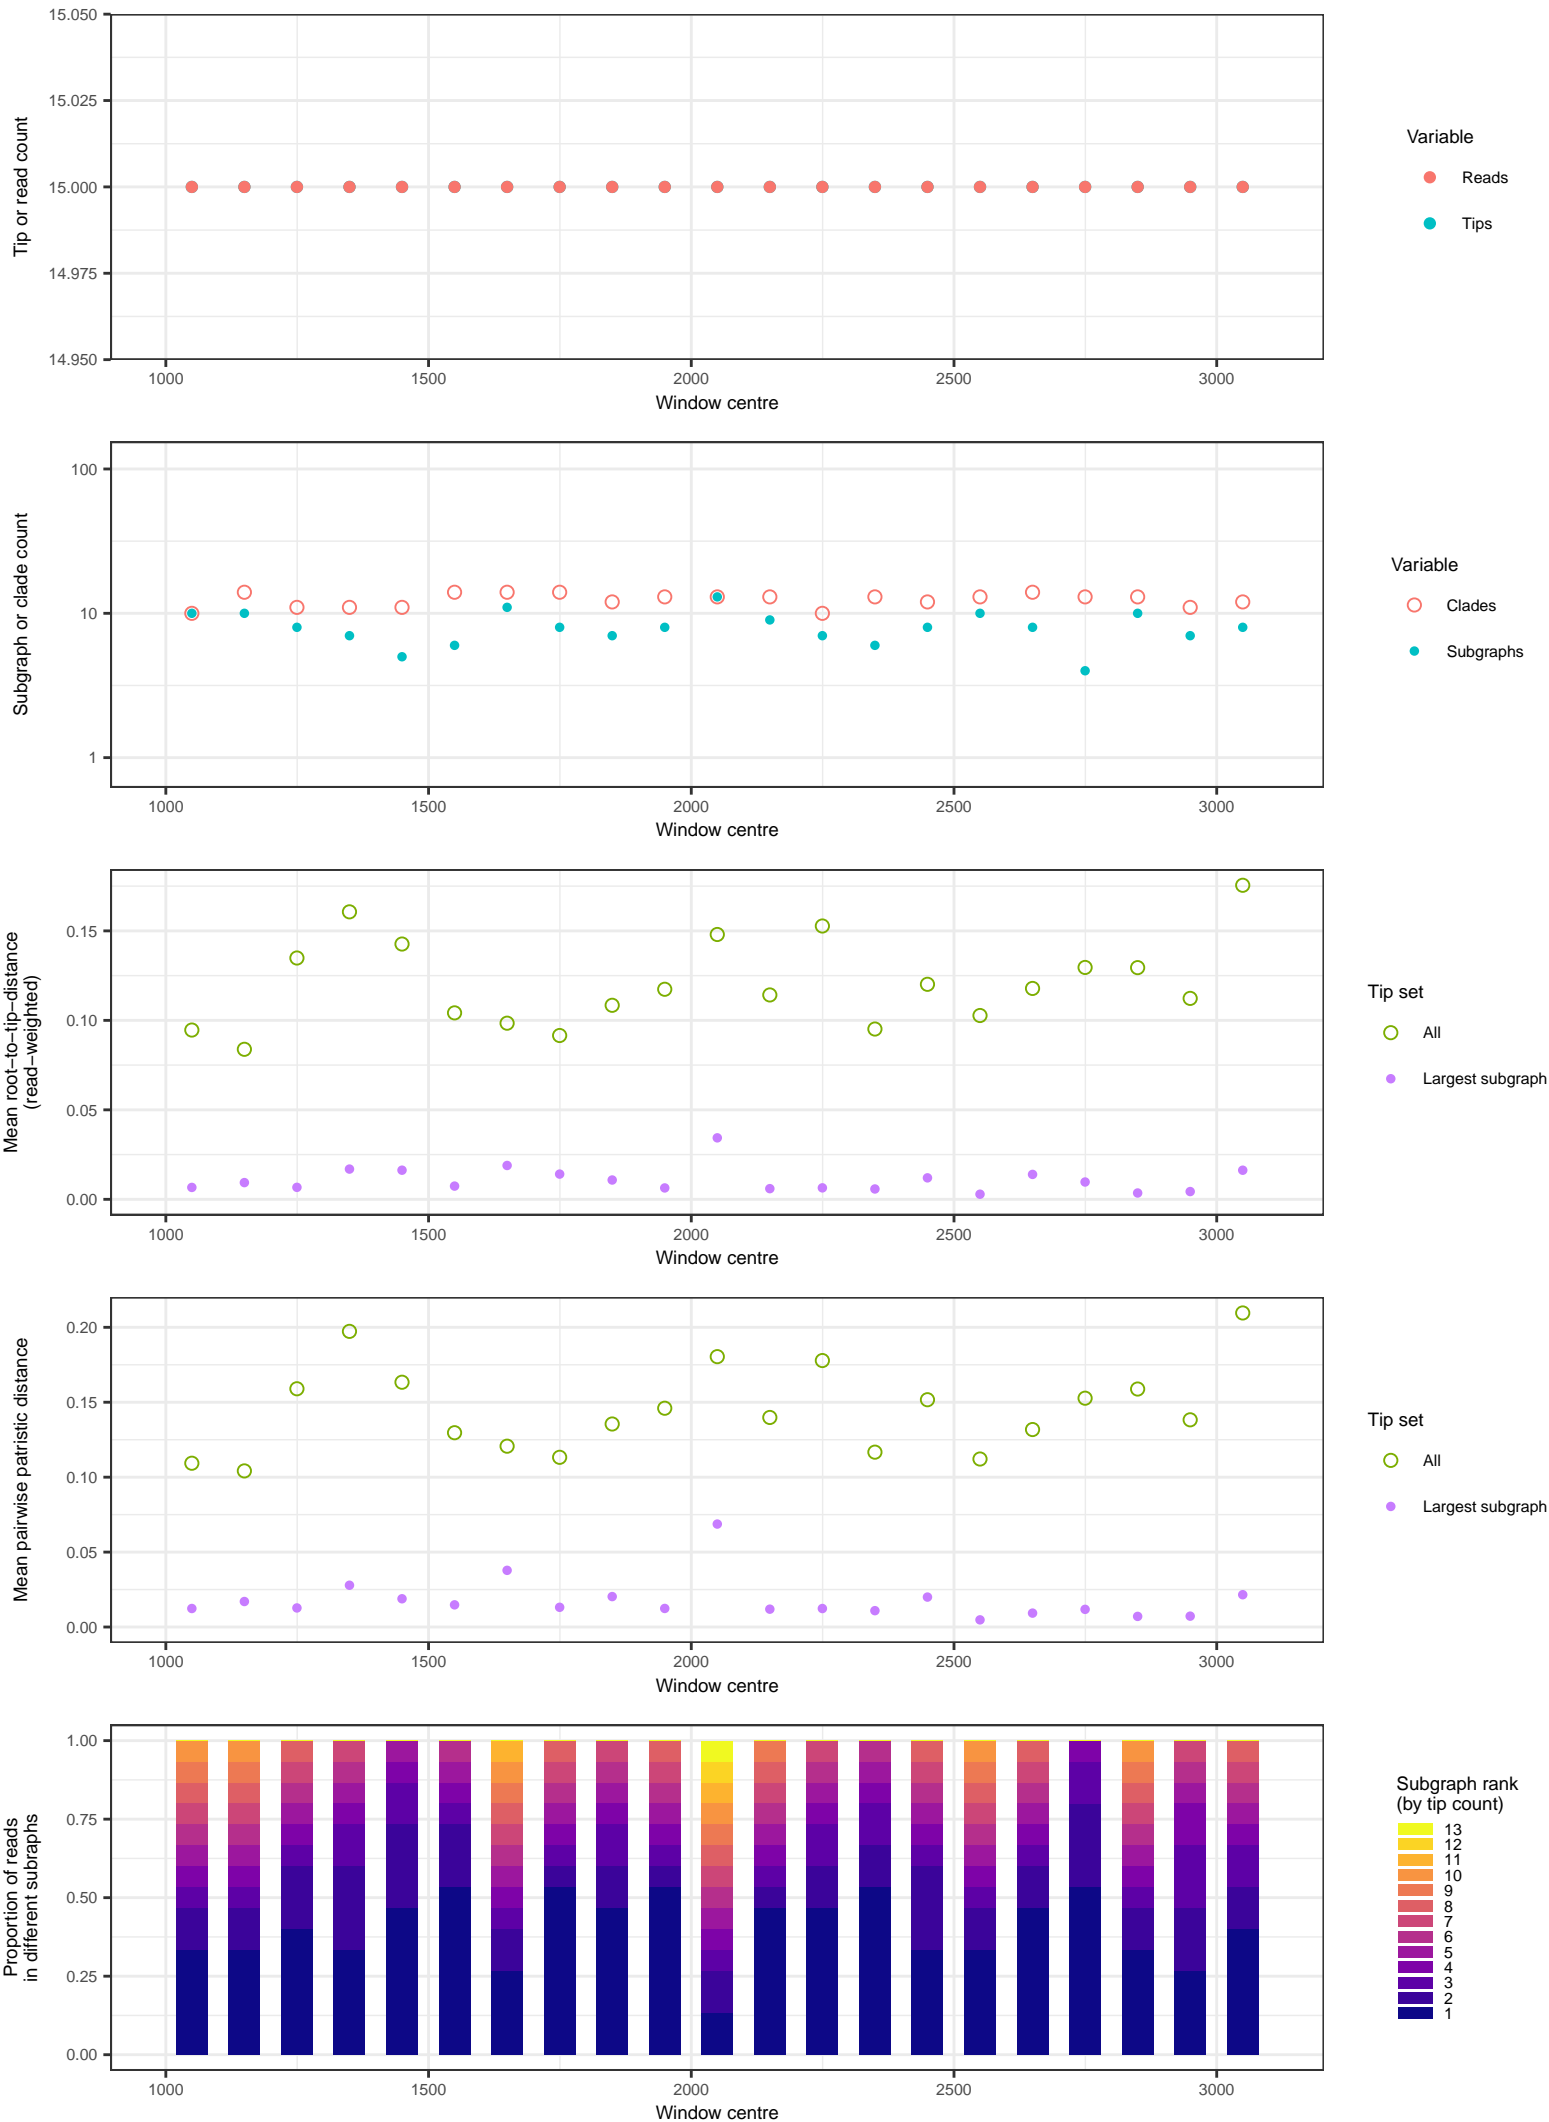 15.050
15.025
15.000
14.975
14.950
Tip or read count
1000 1500 2000 2500 3000
Window centre
Variable
Reads
Tips
100
10
1
Subgraph or clade count
1000 1500 2000 2500 3000
Window centre
Variable
Clades
Subgraphs
0.15
0.10
0.05
0.00
Mean root−to−tip−distance
(read−weighted)
1000 1500 2000 2500 3000
Window centre
Tip set
All
Largest subgraph
0.20
0.15
0.10
0.05
0.00
Mean pairwise patristic distance
1000 1500 2000 2500 3000
Window centre
Tip set
All
Largest subgraph
1.00
0.75
0.50
0.25
0.00
Proportion of reads
in different subraphs
1000 1500 2000 2500 3000
Window centre
Subgraph rank
(by tip count)
13
12
11
10
9
8
7
6
5
4
3
2
1